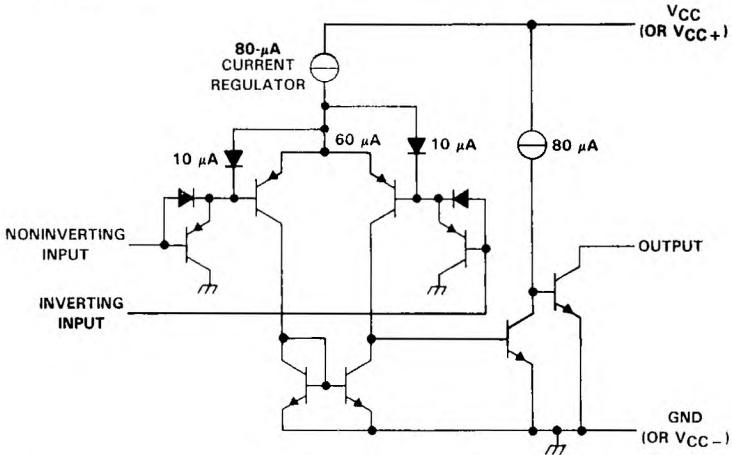 VCC
(OR VCC+)
80-μA
CURRENT
REGULATOR
60 μA
10 μA
10 μA
80 μA
NONINVERTING
INPUT
OUTPUT
INVERTING
INPUT
GND
(OR VCC−)